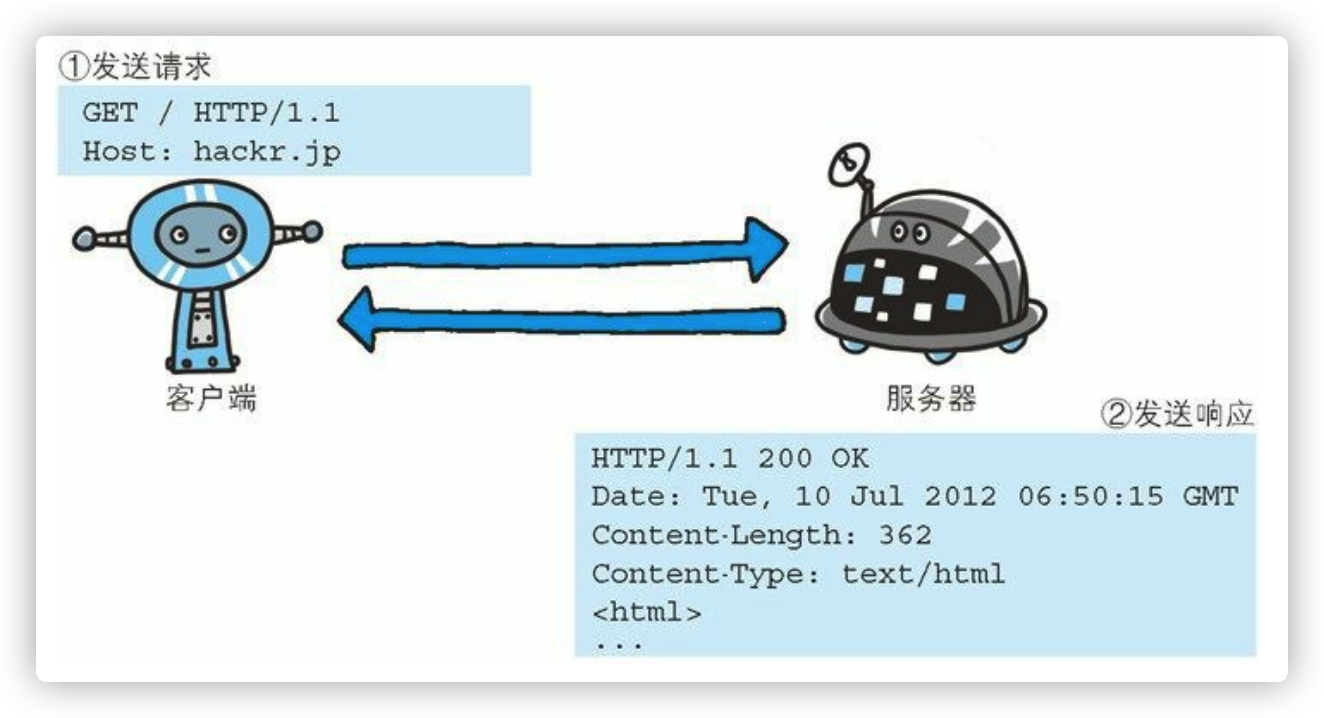 ①发送请求
GET / HTTP/1.1
Host: hackr.jp
客户端
服务器
②发送响应
HTTP/1.1 200 OK
Date: Tue, 10 Jul 2012 06:50:15 GMT
Content-Length: 362
Content-Type: text/html
<html>
...